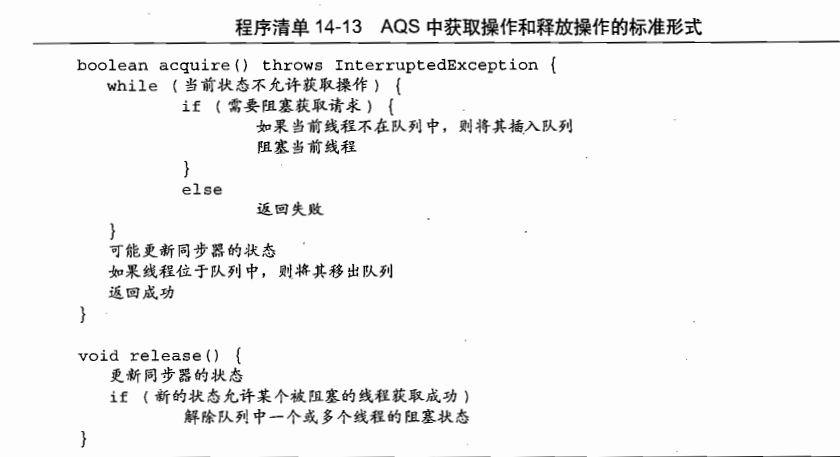 程序清单 14-13 AQS 中获取操作和释放操作的标准形式
boolean acquire() throws InterruptedException {
while (当前状态不允许获取操作) {
if (需要阻塞获取请求) {
如果当前线程不在队列中，则将其插入队列
阻塞当前线程
}
else
返回失败
}
可能更新同步器的状态
如果线程位于队列中，则将其移出队列
返回成功
}
void release() {
更新同步器的状态
if (新的状态允许某个被阻塞的线程获取成功)
解除队列中一个或多个线程的阻塞状态
}